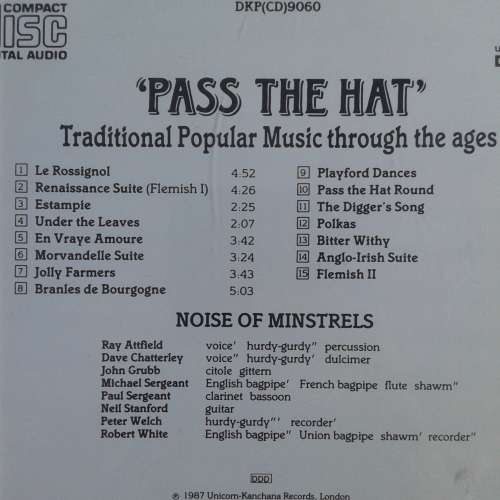 COMPACT
DISC
DIGITAL AUDIO
DKP(CD)9060
'PASS THE HAT'
Traditional Popular Music through the ages
1 Le Rossignol 4:52
2 Renaissance Suite (Flemish I) 4:26
3 Estampie 2:25
4 Under the Leaves 2:07
5 En Vraye Amoure 3:42
6 Morvandelle Suite 3:24
7 Jolly Farmers 3:43
8 Branles de Bourgogne 5:03
9 Playford Dances
10 Pass the Hat Round
11 The Digger's Song
12 Polkas
13 Bitter Withy
14 Anglo-Irish Suite
15 Flemish II
NOISE OF MINSTRELS
Ray Attfield voice' hurdy-gurdy" percussion
Dave Chatterley voice" hurdy-gurdy' dulcimer
John Grubb citole gittern
Michael Sergeant English bagpipe' French bagpipe flute shawm"
Paul Sergeant clarinet bassoon
Neil Stanford guitar
Peter Welch hurdy-gurdy"' recorder'
Robert White English bagpipe" Union bagpipe shawm' recorder"
DDD
℗ 1987 Unicorn-Kanchana Records, London